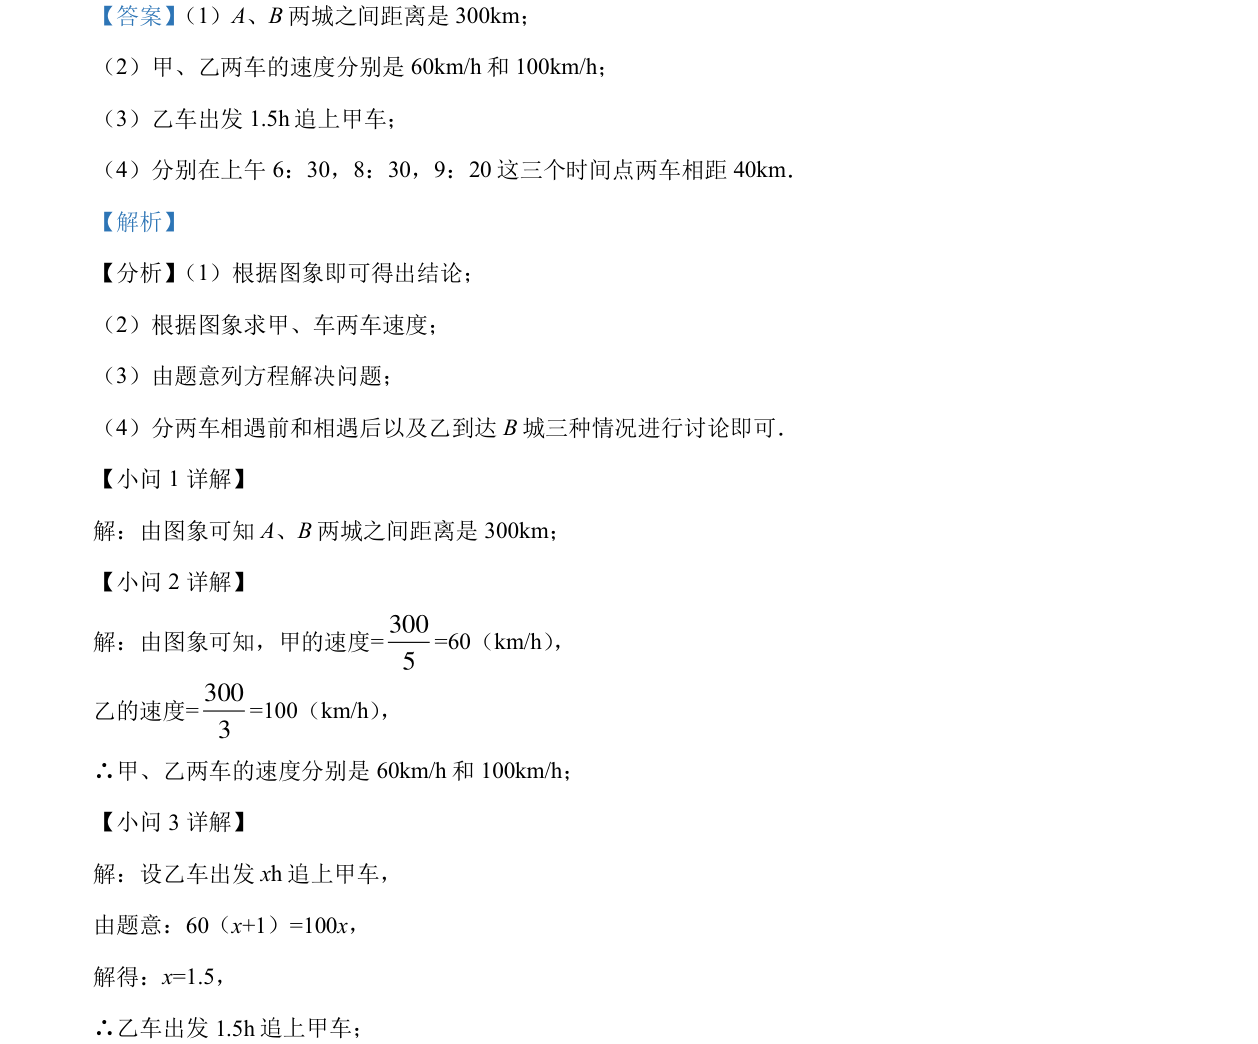 【答案】（1）A、B 两城之间距离是 300km；
（2）甲、乙两车的速度分别是 60km/h 和 100km/h；
（3）乙车出发 1.5h 追上甲车；
（4）分别在上午 6：30，8：30，9：20 这三个时间点两车相距 40km．
【解析】
【分析】（1）根据图象即可得出结论；
（2）根据图象求甲、车两车速度；
（3）由题意列方程解决问题；
（4）分两车相遇前和相遇后以及乙到达 B 城三种情况进行讨论即可．
【小问 1 详解】
解：由图象可知 A、B 两城之间距离是 300km；
【小问 2 详解】
解：由图象可知，甲的速度=300/5=60（km/h），
乙的速度=300/3=100（km/h），
∴甲、乙两车的速度分别是 60km/h 和 100km/h；
【小问 3 详解】
解：设乙车出发 xh 追上甲车，
由题意：60（x+1）=100x，
解得：x=1.5，
∴乙车出发 1.5h 追上甲车；